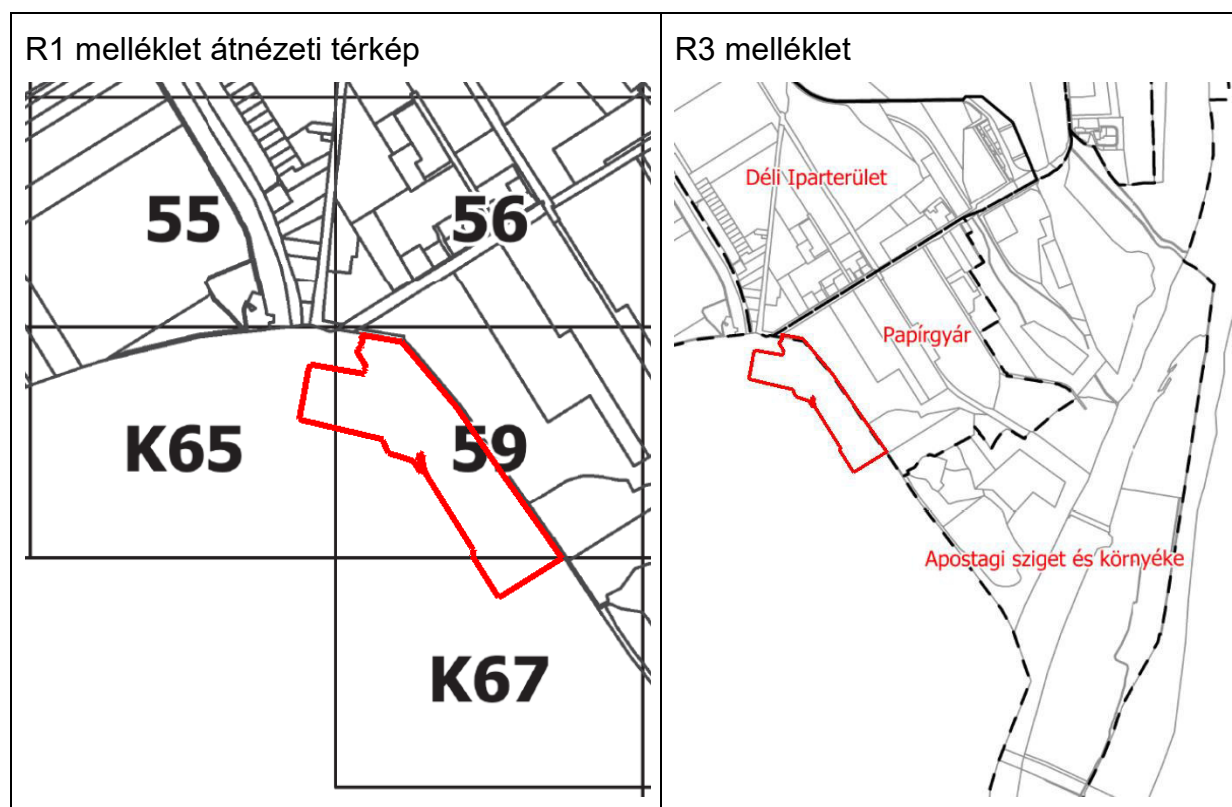 R1 melléklet átnézeti térkép
55
56
K65
59
K67
R3 melléklet
Déli Iparterület
Papírgyár
Apostagi sziget és környéke